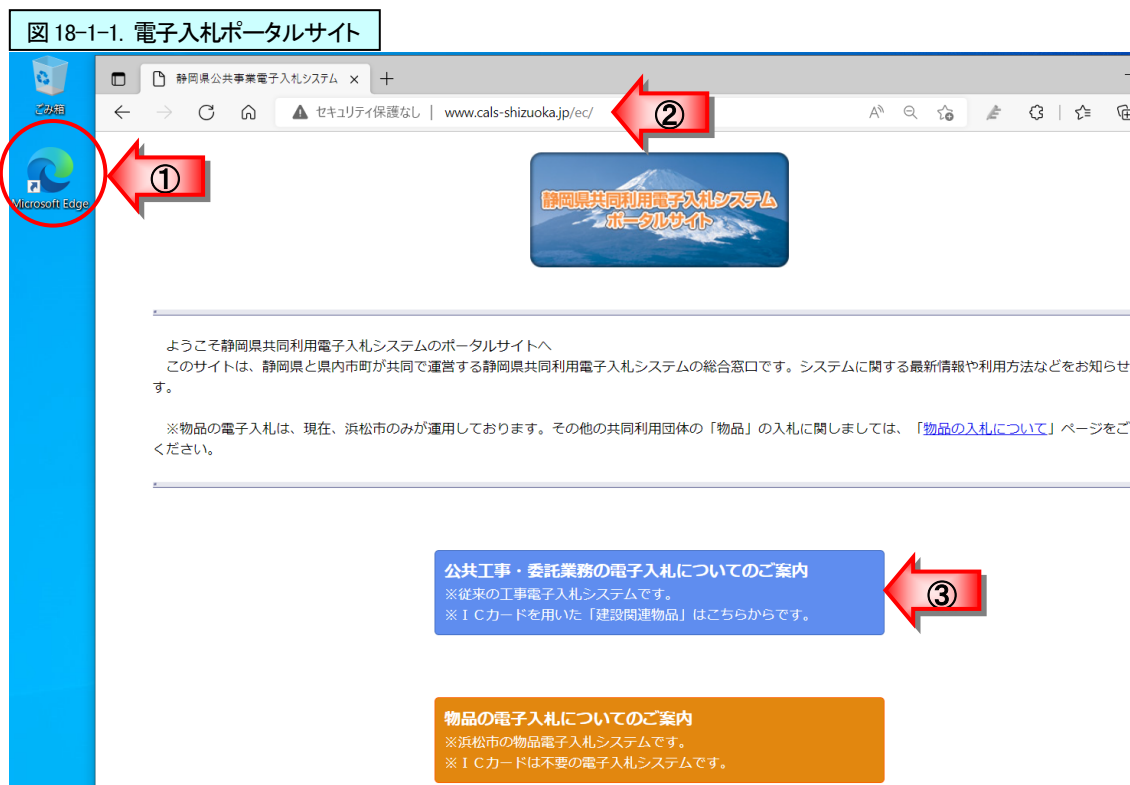 図 18-1-1. 電子入札ポータルサイト
ごみ箱
静岡県公共事業電子入札システム
セキュリティ保護なし | www.cals-shizuoka.jp/ec/
②
①
Microsoft Edge
静岡県共同利用電子入札システム
ポータルサイト
ようこそ静岡県共同利用電子入札システムのポータルサイトへ
このサイトは、静岡県と県内市町が共同で運営する静岡県共同利用電子入札システムの総合窓口です。システムに関する最新情報や利用方法などをお知らせ
す。
※物品の電子入札は、現在、浜松市のみが運用しております。その他の共同利用団体の「物品」の入札に関しましては、「物品の入札について」ページをご
ください。
公共工事・委託業務の電子入札についてのご案内
※従来の工事電子入札システムです。
※ＩＣカードを用いた「建設関連物品」はこちらからです。
③
物品の電子入札についてのご案内
※浜松市の物品電子入札システムです。
※ＩＣカードは不要の電子入札システムです。